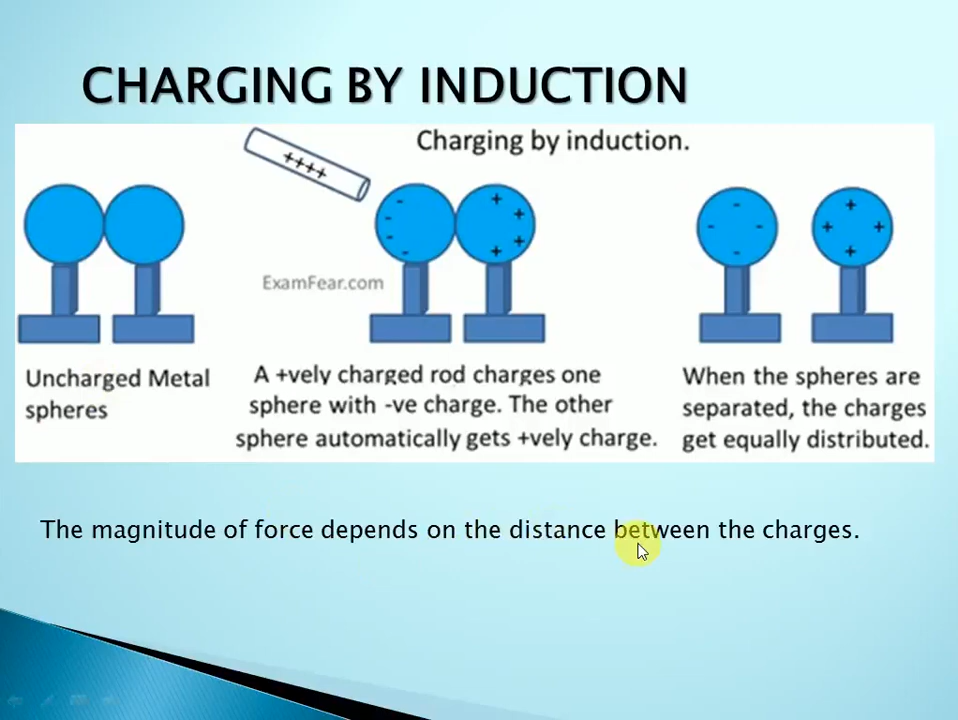 CHARGING BY INDUCTION
Charging by induction.
++++
- - - -
+ + + +
- - - -
+ + + +
ExamFear.com
Uncharged Metal
spheres
A +vely charged rod charges one
sphere with -ve charge. The other
sphere automatically gets +vely charge.
When the spheres are
separated, the charges
get equally distributed.
The magnitude of force depends on the distance between the charges.